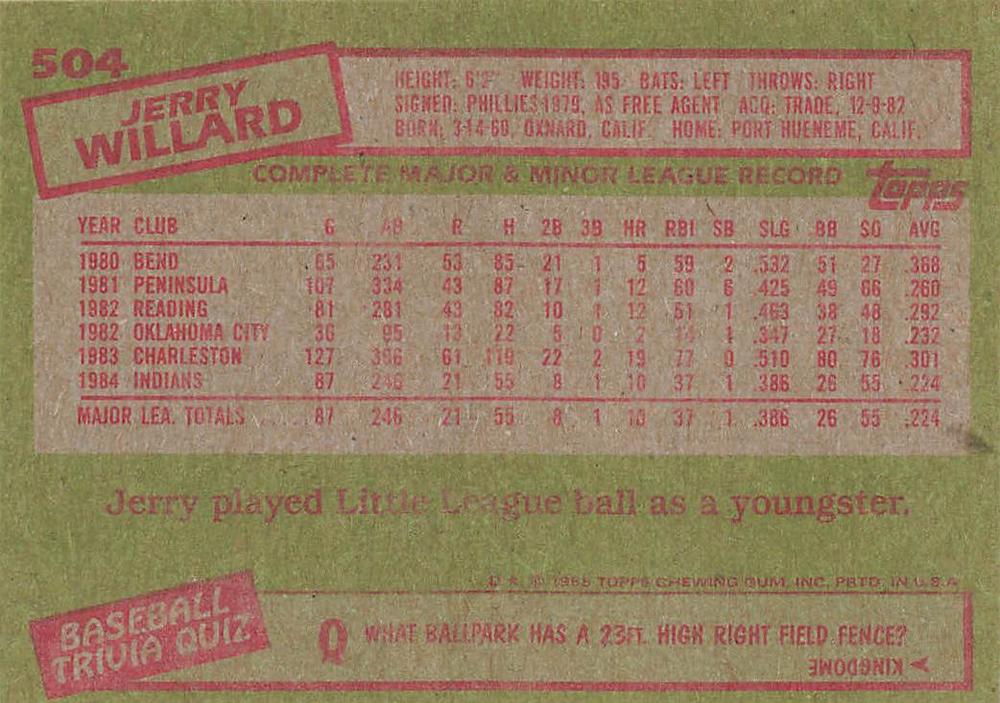 504
JERRY
WILLARD
HEIGHT: 6'2" WEIGHT: 195 BATS: LEFT THROWS: RIGHT
SIGNED: PHILLIES 1979, AS FREE AGENT ACQ: TRADE, 12-9-82
BORN: 3-14-60, OXNARD, CALIF. HOME: PORT HUENEME, CALIF.
COMPLETE MAJOR & MINOR LEAGUE RECORD
topps
YEAR CLUB G AB R H 2B 3B HR RBI SB SLG BB SO AVG
1980 BEND 65 231 53 85 21 1 5 59 2 .532 51 27 .368
1981 PENINSULA 107 334 43 87 17 1 12 60 6 .425 49 66 .260
1982 READING 81 281 43 82 10 1 12 51 1 .463 38 48 .292
1982 OKLAHOMA CITY 36 95 13 22 5 0 2 14 1 .347 27 18 .232
1983 CHARLESTON 127 396 61 119 22 2 19 77 0 .510 80 76 .301
1984 INDIANS 87 246 21 55 8 1 10 37 1 .386 26 55 .224
MAJOR LEA. TOTALS 87 246 21 55 8 1 10 37 1 .386 26 55 .224
Jerry played Little League ball as a youngster.
D★ © 1985 TOPPS CHEWING GUM, INC. PRTD. IN U.S.A.
BASEBALL
TRIVIA QUIZ
Q WHAT BALLPARK HAS A 23FT. HIGH RIGHT FIELD FENCE?
A KINGDOME